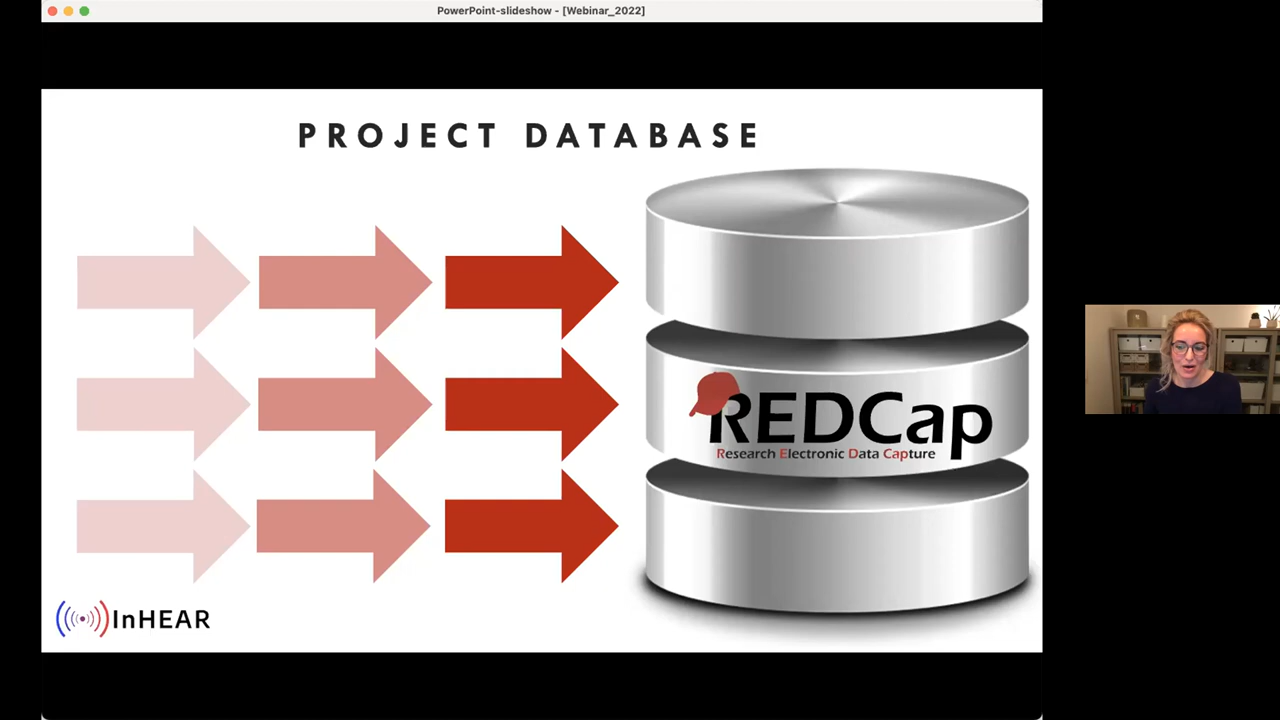 PowerPoint-slideshow - [Webinar_2022]
PROJECT DATABASE
REDCap
Research Electronic Data Capture
InHEAR